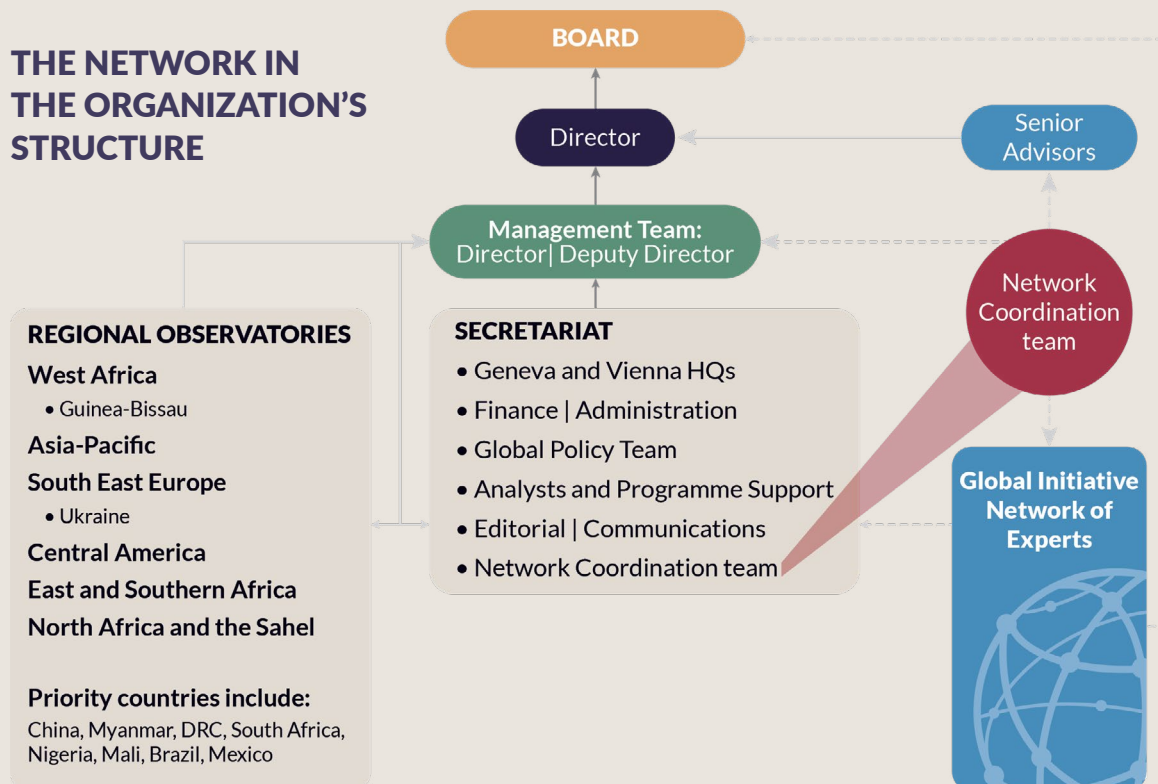 THE NETWORK IN
THE ORGANIZATION'S
STRUCTURE
BOARD
Director
Senior
Advisors
Management Team:
Director| Deputy Director
Network
Coordination
team
REGIONAL OBSERVATORIES
West Africa
• Guinea-Bissau
Asia-Pacific
South East Europe
• Ukraine
Central America
East and Southern Africa
North Africa and the Sahel
Priority countries include:
China, Myanmar, DRC, South Africa,
Nigeria, Mali, Brazil, Mexico
SECRETARIAT
• Geneva and Vienna HQs
• Finance | Administration
• Global Policy Team
• Analysts and Programme Support
• Editorial | Communications
• Network Coordination team
Global Initiative
Network of
Experts